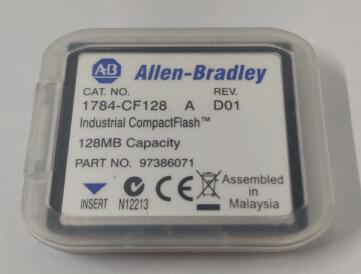 AB Allen-Bradley
CAT. NO. REV.
1784-CF128 A D01
Industrial CompactFlash™
128MB Capacity
PART NO. 97386071
INSERT N12213 CE Assembled in
Malaysia